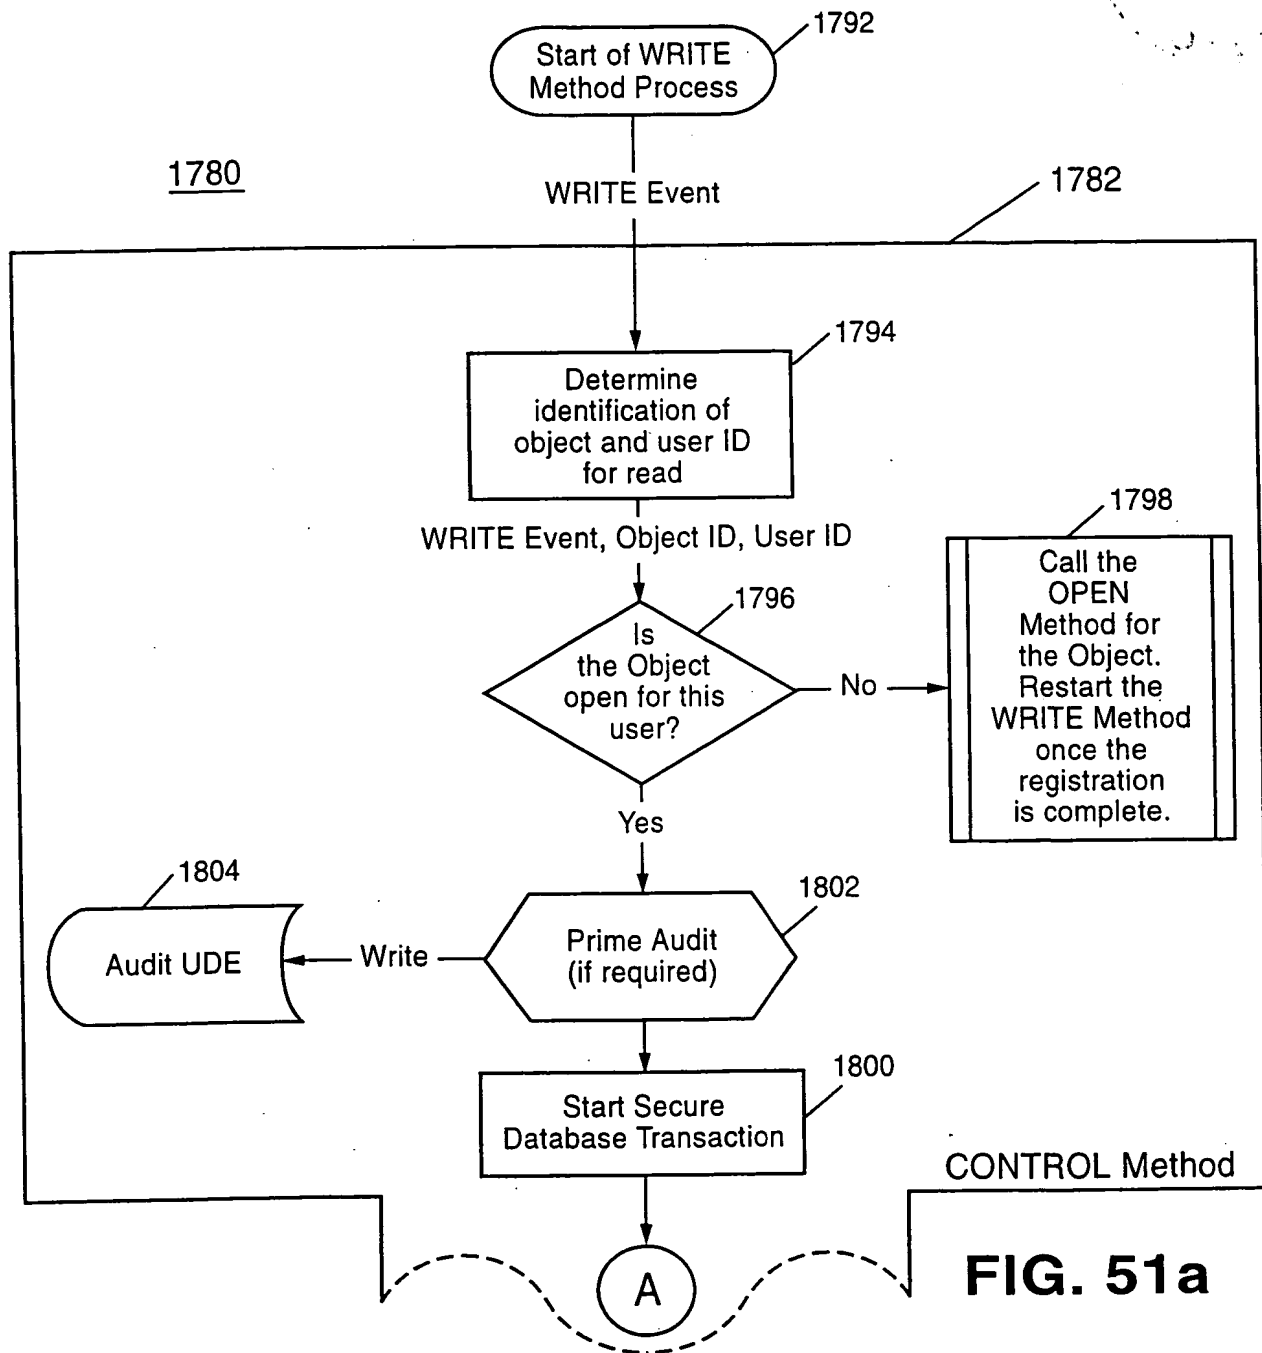 1792
Start of WRITE
Method Process
1780
WRITE Event
1782
1794
Determine
identification of
object and user ID
for read
WRITE Event, Object ID, User ID
1796
Is
the Object
open for this
user?
No
1798
Call the
OPEN
Method for
the Object.
Restart the
WRITE Method
once the
registration
is complete.
Yes
1804
Audit UDE
Write
1802
Prime Audit
(if required)
1800
Start Secure
Database Transaction
CONTROL Method
A
FIG. 51a